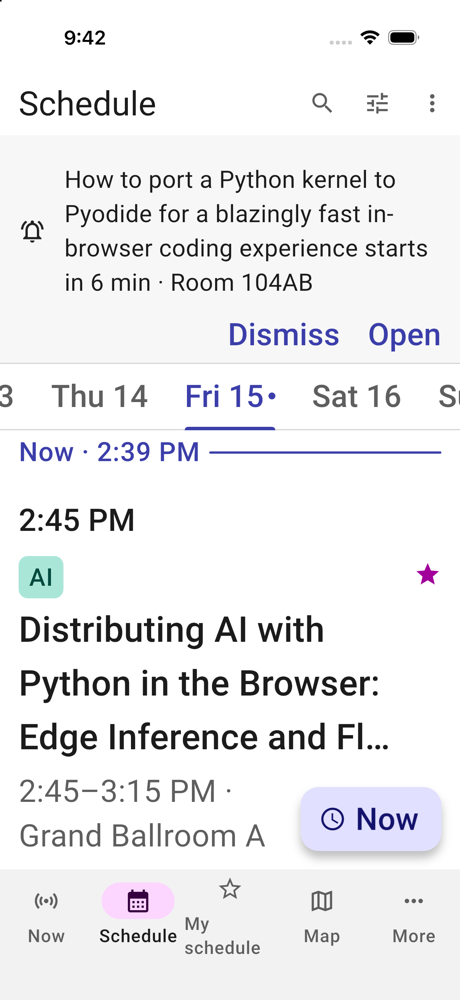 9:42
Schedule
How to port a Python kernel to
Pyodide for a blazingly fast in-
browser coding experience starts
in 6 min · Room 104AB
Dismiss Open
3 Thu 14 Fri 15• Sat 16 Su
Now · 2:39 PM
2:45 PM
AI
Distributing AI with
Python in the Browser:
Edge Inference and Fl…
2:45–3:15 PM ·
Grand Ballroom A
Now
Now Schedule My schedule Map More